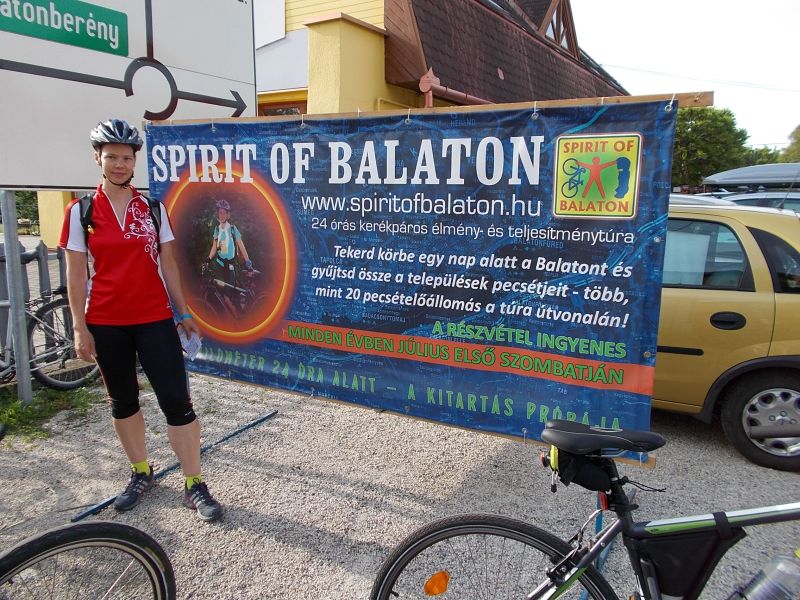 atonberény
SPIRIT OF BALATON
www.spiritofbalaton.hu
SPIRIT OF
BALATON
24 órás kerékpáros élmény- és teljesítménytúra
Tekerd körbe egy nap alatt a Balatont és
gyűjtsd össze a települések pecsétjeit - több,
mint 20 pecsételőállomás a túra útvonalán!
A RÉSZVÉTEL INGYENES
MINDEN ÉVBEN JÚLIUS ELSŐ SZOMBATJÁN
KILOMÉTER 24 ÓRA ALATT - A KITARTÁS PRÓBÁJA